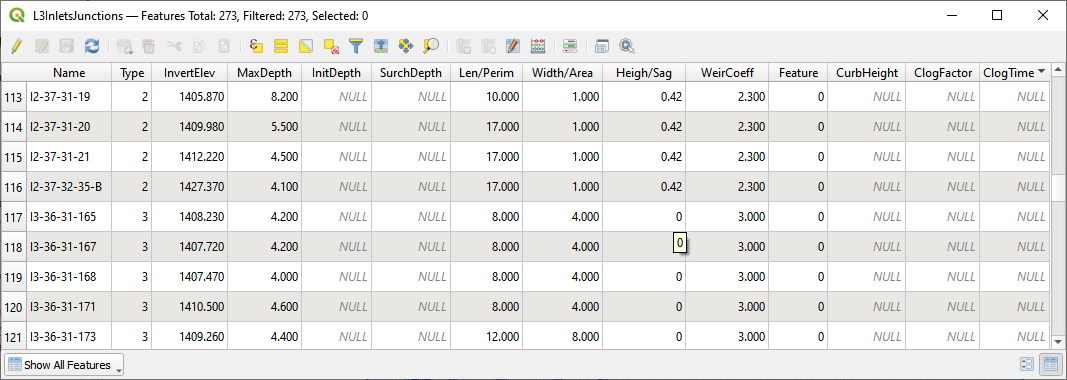 L3InletsJunctions — Features Total: 273, Filtered: 273, Selected: 0
Name Type InvertElev MaxDepth InitDepth SurchDepth Len/Perim Width/Area Heigh/Sag WeirCoeff Feature CurbHeight ClogFactor ClogTime
113 I2-37-31-19 2 1405.870 8.200 NULL NULL 10.000 1.000 0.42 2.300 0 NULL NULL NULL
114 I2-37-31-20 2 1409.980 5.500 NULL NULL 17.000 1.000 0.42 2.300 0 NULL NULL NULL
115 I2-37-31-21 2 1412.220 4.500 NULL NULL 17.000 1.000 0.42 2.300 0 NULL NULL NULL
116 I2-37-32-35-B 2 1427.370 4.100 NULL NULL 17.000 1.000 0.42 2.300 0 NULL NULL NULL
117 I3-36-31-165 3 1408.230 4.200 NULL NULL 8.000 4.000 0 3.000 0 NULL NULL NULL
118 I3-36-31-167 3 1407.720 4.200 NULL NULL 8.000 4.000 0 3.000 0 NULL NULL NULL
119 I3-36-31-168 3 1407.470 4.000 NULL NULL 8.000 4.000 0 3.000 0 NULL NULL NULL
120 I3-36-31-171 3 1410.500 4.600 NULL NULL 8.000 4.000 0 3.000 0 NULL NULL NULL
121 I3-36-31-173 3 1409.260 4.400 NULL NULL 12.000 8.000 0 3.000 0 NULL NULL NULL
Show All Features